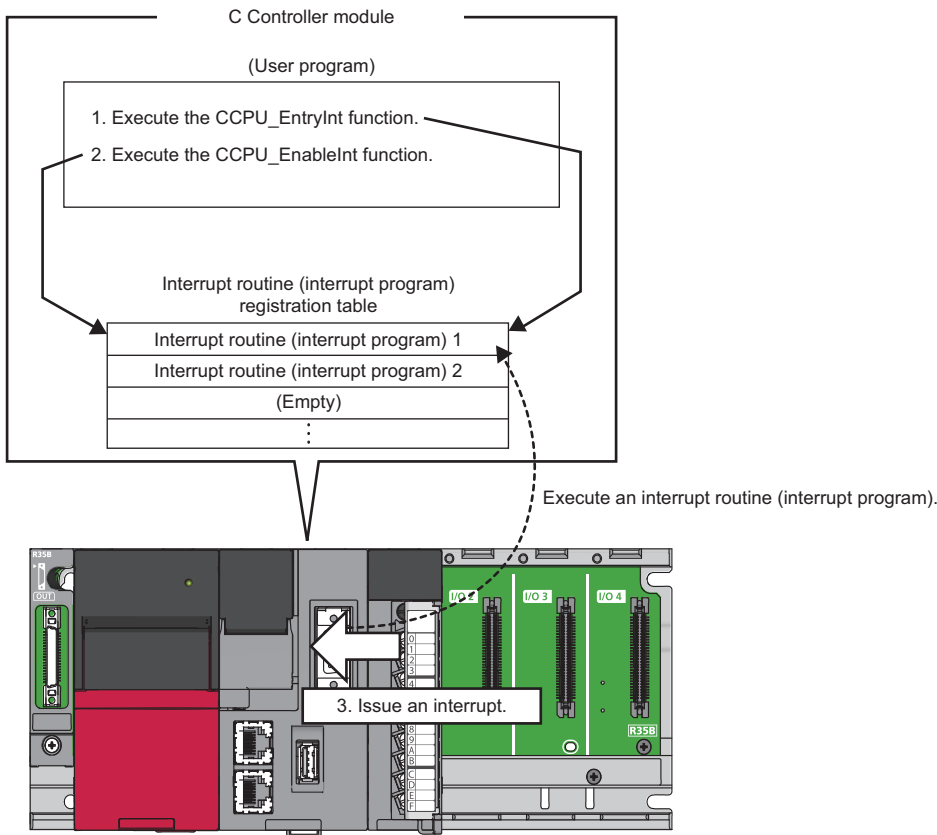 C Controller module
(User program)
1. Execute the CCPU_EntryInt function.
2. Execute the CCPU_EnableInt function.
Interrupt routine (interrupt program)
registration table
Interrupt routine (interrupt program) 1
Interrupt routine (interrupt program) 2
(Empty)
⋮
Execute an interrupt routine (interrupt program).
R35B
OUT
I/O 2
I/O 3
I/O 4
0
1
2
3
4
3. Issue an interrupt.
8
9
A
B
C
D
E
F
R35B